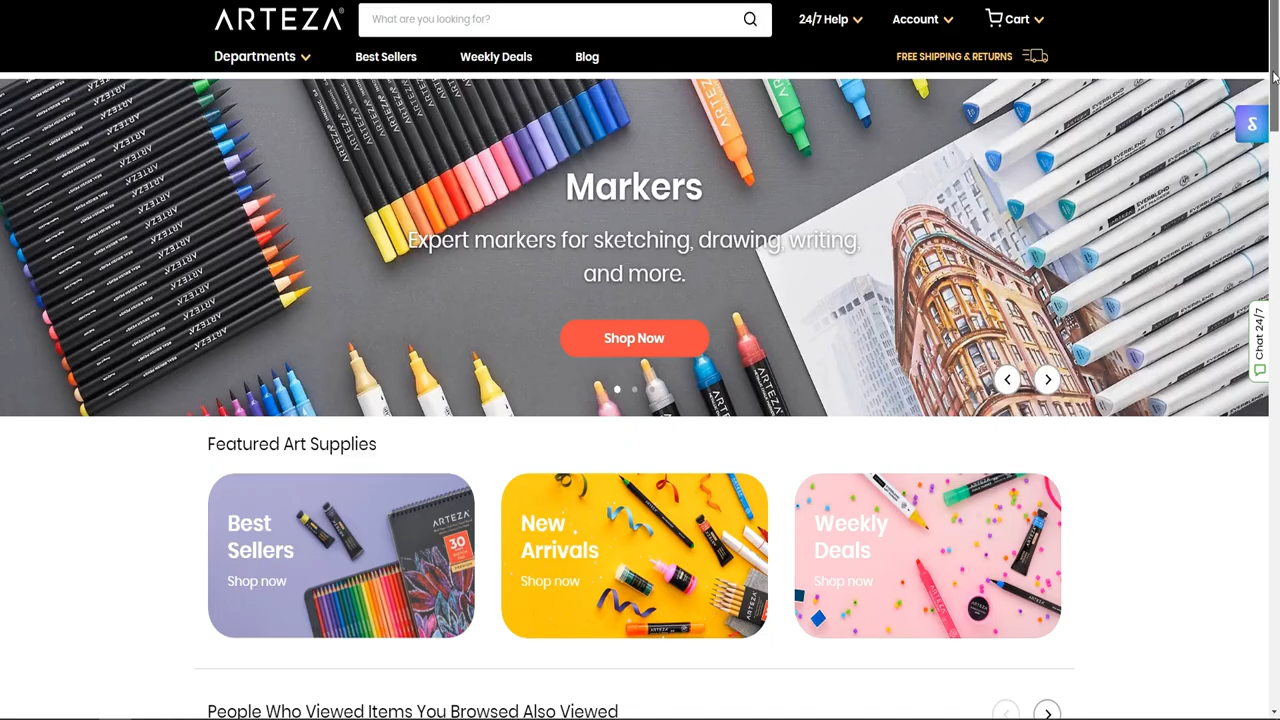 ARTEZA®
What are you looking for?
24/7 Help
Account
Cart
Departments
Best Sellers
Weekly Deals
Blog
FREE SHIPPING & RETURNS
Markers
Expert markers for sketching, drawing, writing,
and more.
Shop Now
Chat 24/7
Featured Art Supplies
Best
Sellers
Shop now
ARTEZA
30
New
Arrivals
Shop now
Weekly
Deals
Shop now
People Who Viewed Items You Browsed Also Viewed